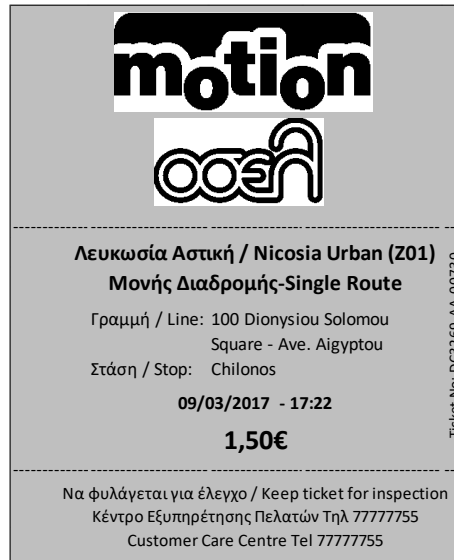 motion
οσελ
Λευκωσία Αστική / Nicosia Urban (Z01)
Μονής Διαδρομής-Single Route
Γραμμή / Line: 100 Dionysiou Solomou
Square - Ave. Aigyptou
Στάση / Stop: Chilonos
09/03/2017 - 17:22
1,50€
Να φυλάγεται για έλεγχο / Keep ticket for inspection
Κέντρο Εξυπηρέτησης Πελατών Τηλ 77777755
Customer Care Centre Tel 77777755
Ticket No: